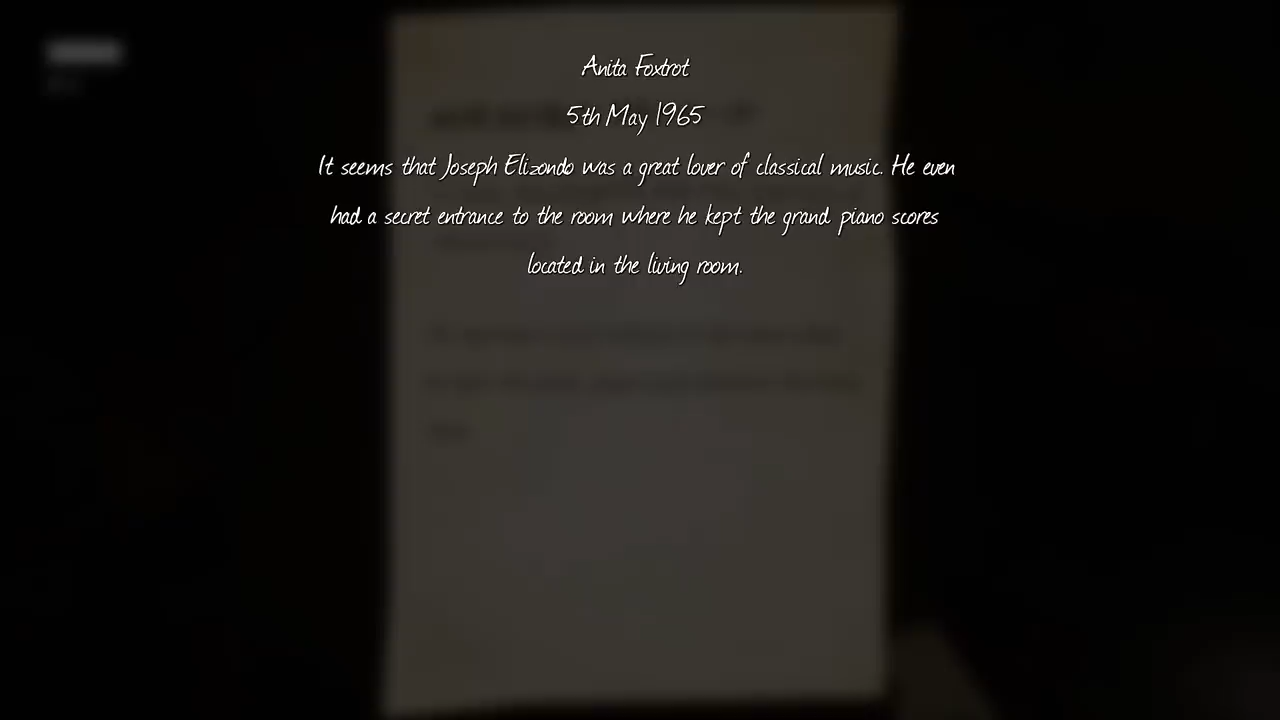 Anita Foxtrot
5th May 1965
It seems that Joseph Elizondo was a great lover of classical music. He even
had a secret entrance to the room where he kept the grand piano scores
located in the living room.